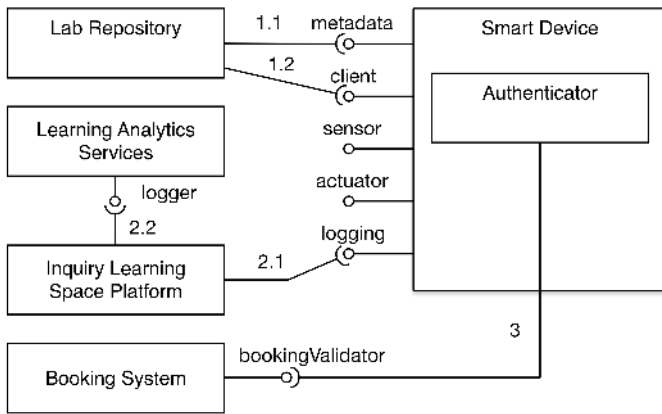 Lab Repository
1.1
metadata
Smart Device
1.2
client
Authenticator
Learning Analytics
Services
sensor
logger
actuator
2.2
logging
Inquiry Learning
Space Platform
2.1
3
bookingValidator
Booking System